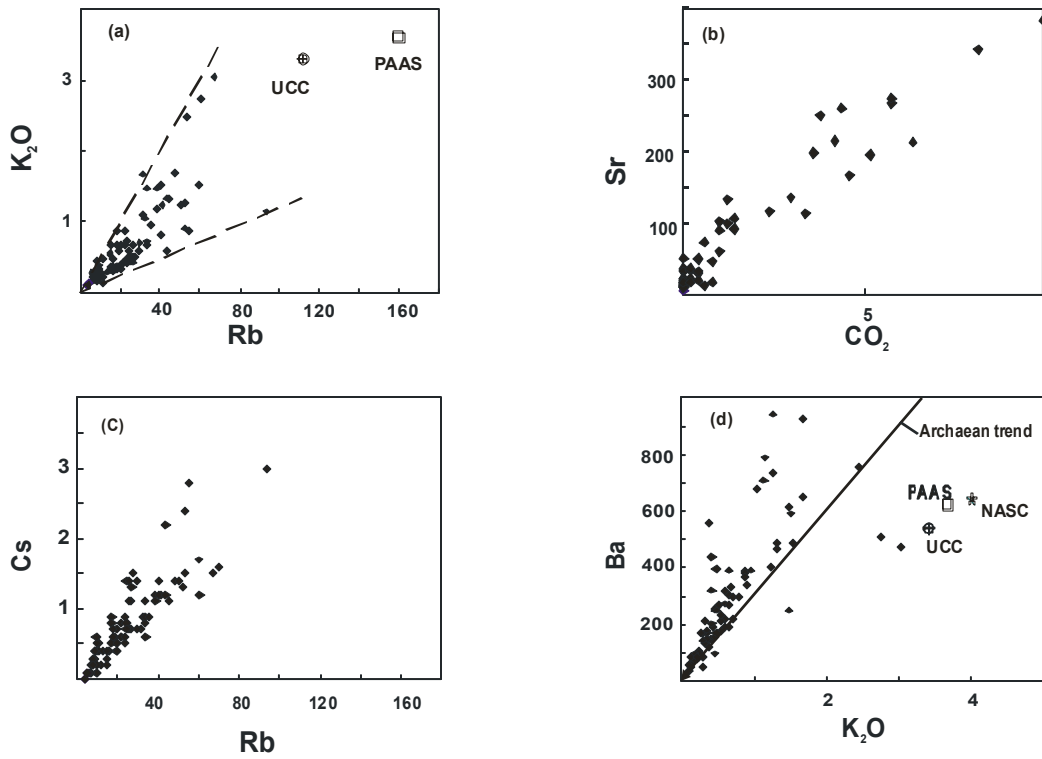 (a)
K₂O
3
1
UCC
PAAS
40
80
120
160
Rb
(b)
Sr
300
200
100
5
CO₂
(C)
Cs
3
2
1
40
80
120
160
Rb
(d)
Ba
800
600
400
200
Archaean trend
PAAS
NASC
UCC
2
4
K₂O